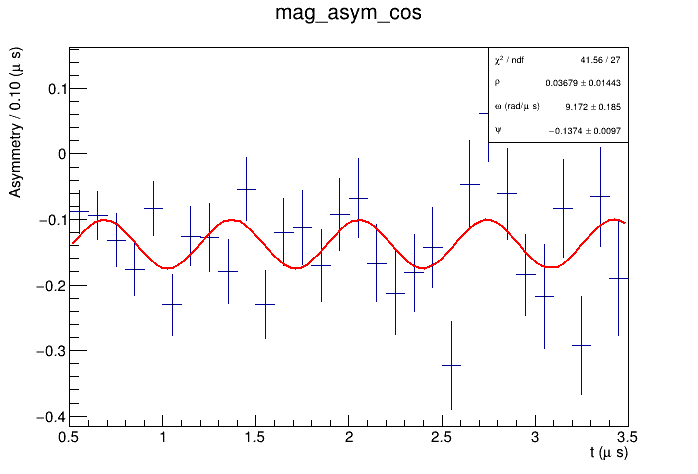 mag_asym_cos
Asymmetry / 0.10 (μ s)
χ² / ndf 41.56 / 27
ρ 0.03679 ± 0.01443
ω (rad/μ s) 9.172 ± 0.185
ψ −0.1374 ± 0.0097
0.1
0
−0.1
−0.2
−0.3
−0.4
0.5 1 1.5 2 2.5 3 3.5
t (μ s)